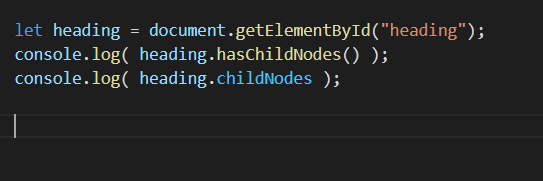 let heading = document.getElementById("heading");
console.log( heading.hasChildNodes() );
console.log( heading.childNodes );